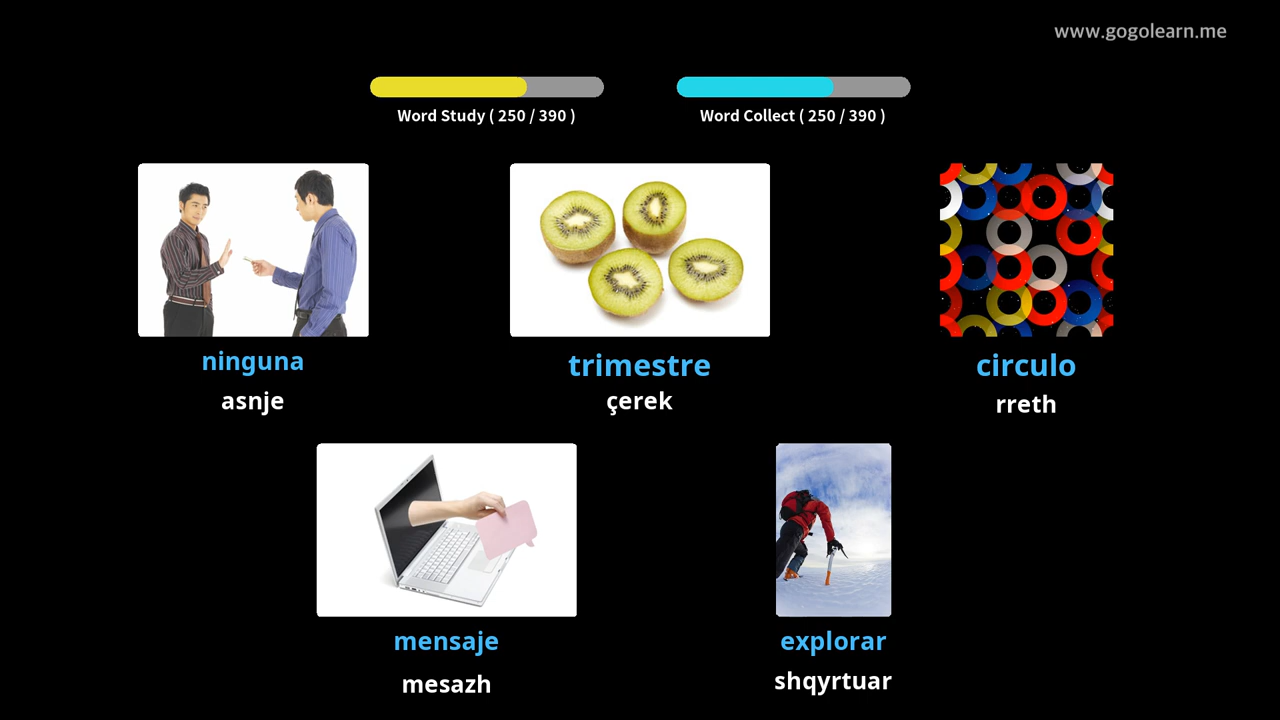 www.gogolearn.me
Word Study ( 250 / 390 )
Word Collect ( 250 / 390 )
ninguna
asnje
trimestre
çerek
circulo
rreth
mensaje
mesazh
explorar
shqyrtuar